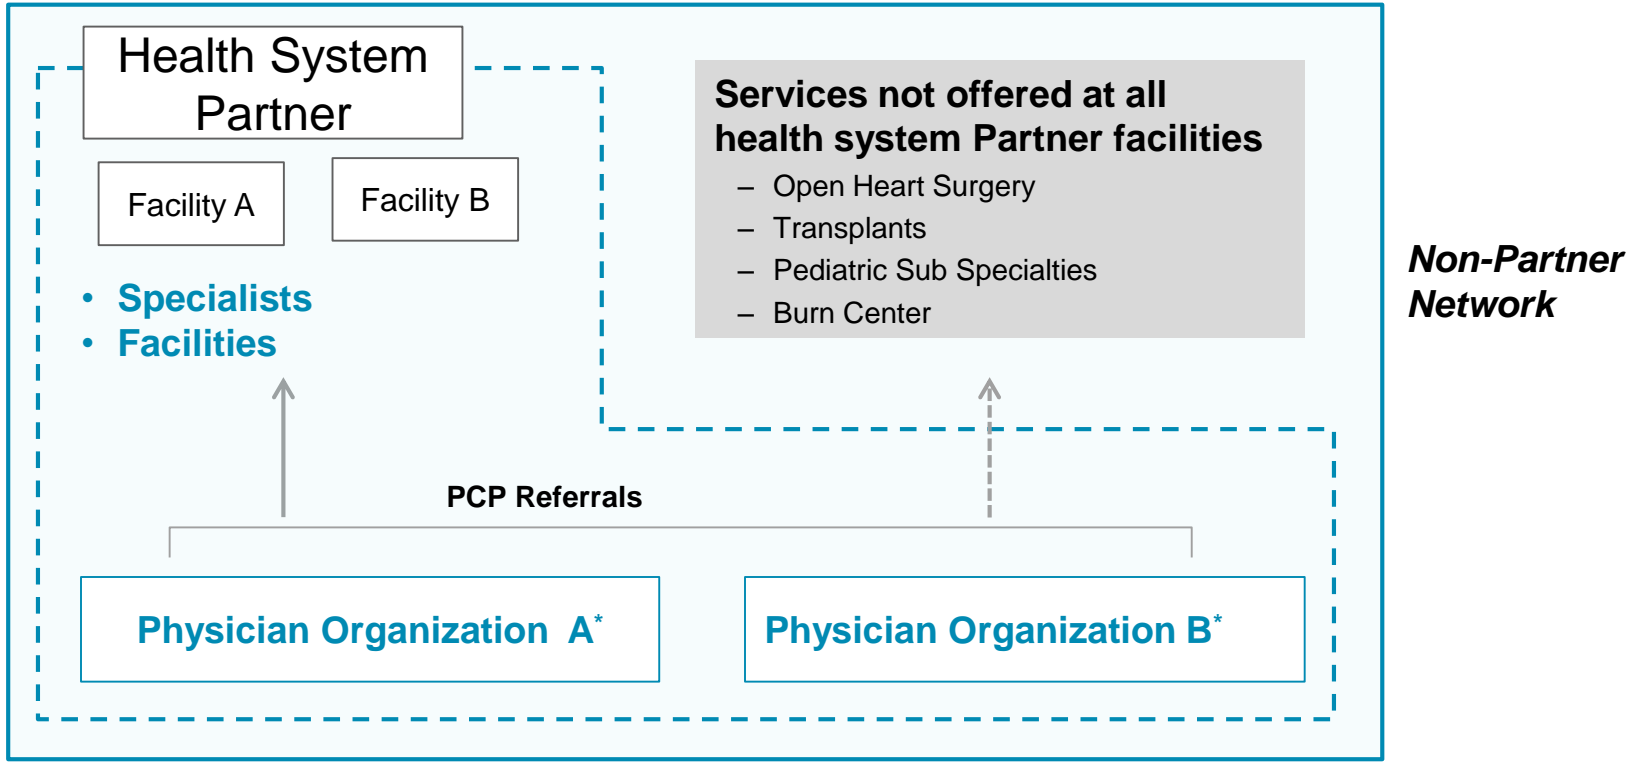 Health System
Partner
Facility A
Facility B
• Specialists
• Facilities
Services not offered at all
health system Partner facilities
– Open Heart Surgery
– Transplants
– Pediatric Sub Specialties
– Burn Center
Non-Partner
Network
PCP Referrals
Physician Organization A*
Physician Organization B*